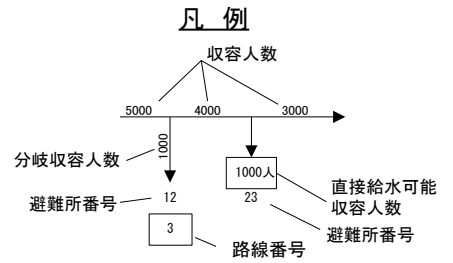 凡 例
収容人数
5000 4000 3000
1000
分岐収容人数
1000人
直接給水可能
収容人数
避難所番号
12
23
避難所番号
3
路線番号